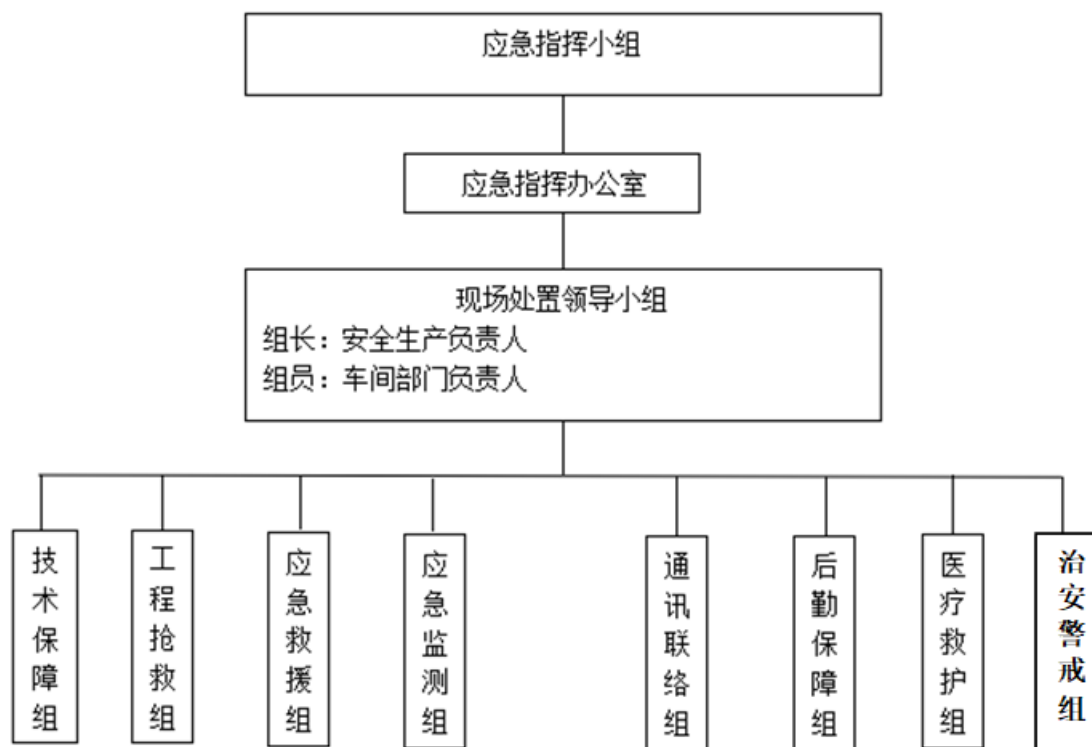 应急指挥小组
应急指挥办公室
现场处置领导小组
组长：安全生产负责人
组员：车间部门负责人
技术保障组
工程抢救组
应急救援组
应急监测组
通讯联络组
后勤保障组
医疗救护组
治安警戒组